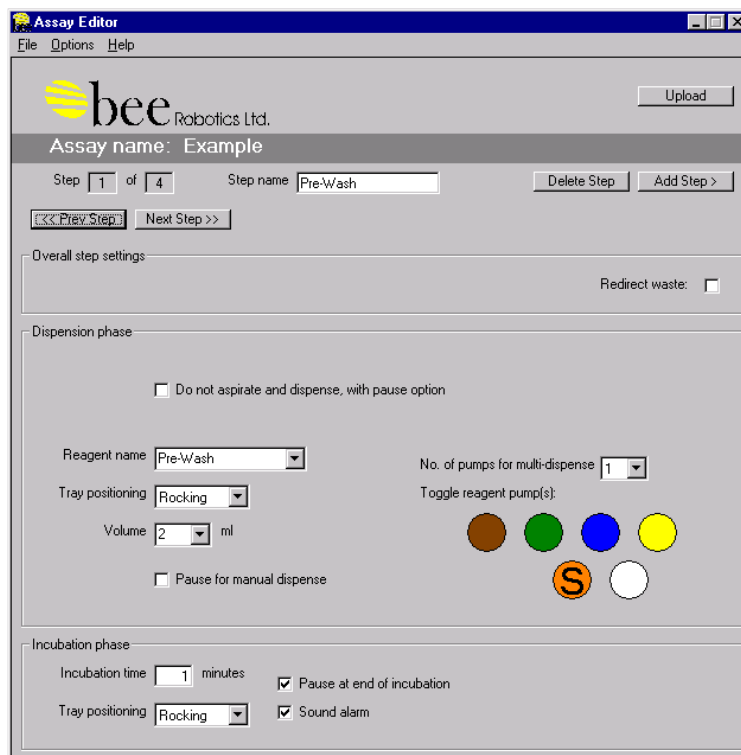 Assay Editor
File Options Help
bee Robotics Ltd.
Upload
Assay name: Example
Step 1 of 4 Step name Pre-Wash Delete Step Add Step >
<< Prev Step Next Step >>
Overall step settings
Redirect waste:
Dispension phase
Do not aspirate and dispense, with pause option
Reagent name Pre-Wash
No. of pumps for multi-dispense 1
Tray positioning Rocking
Toggle reagent pump(s):
Volume 2 ml
S
Pause for manual dispense
Incubation phase
Incubation time 1 minutes
Pause at end of incubation
Tray positioning Rocking
Sound alarm